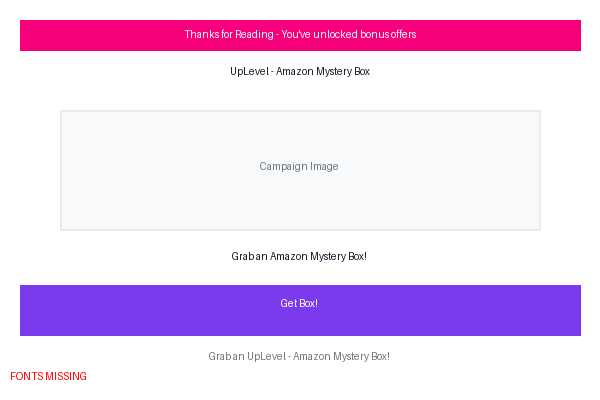 Thanks for Reading - You've unlocked bonus offers
UpLevel - Amazon Mystery Box
Campaign Image
Grab an Amazon Mystery Box!
Get Box!
Grab an UpLevel - Amazon Mystery Box!
FONTS MISSING